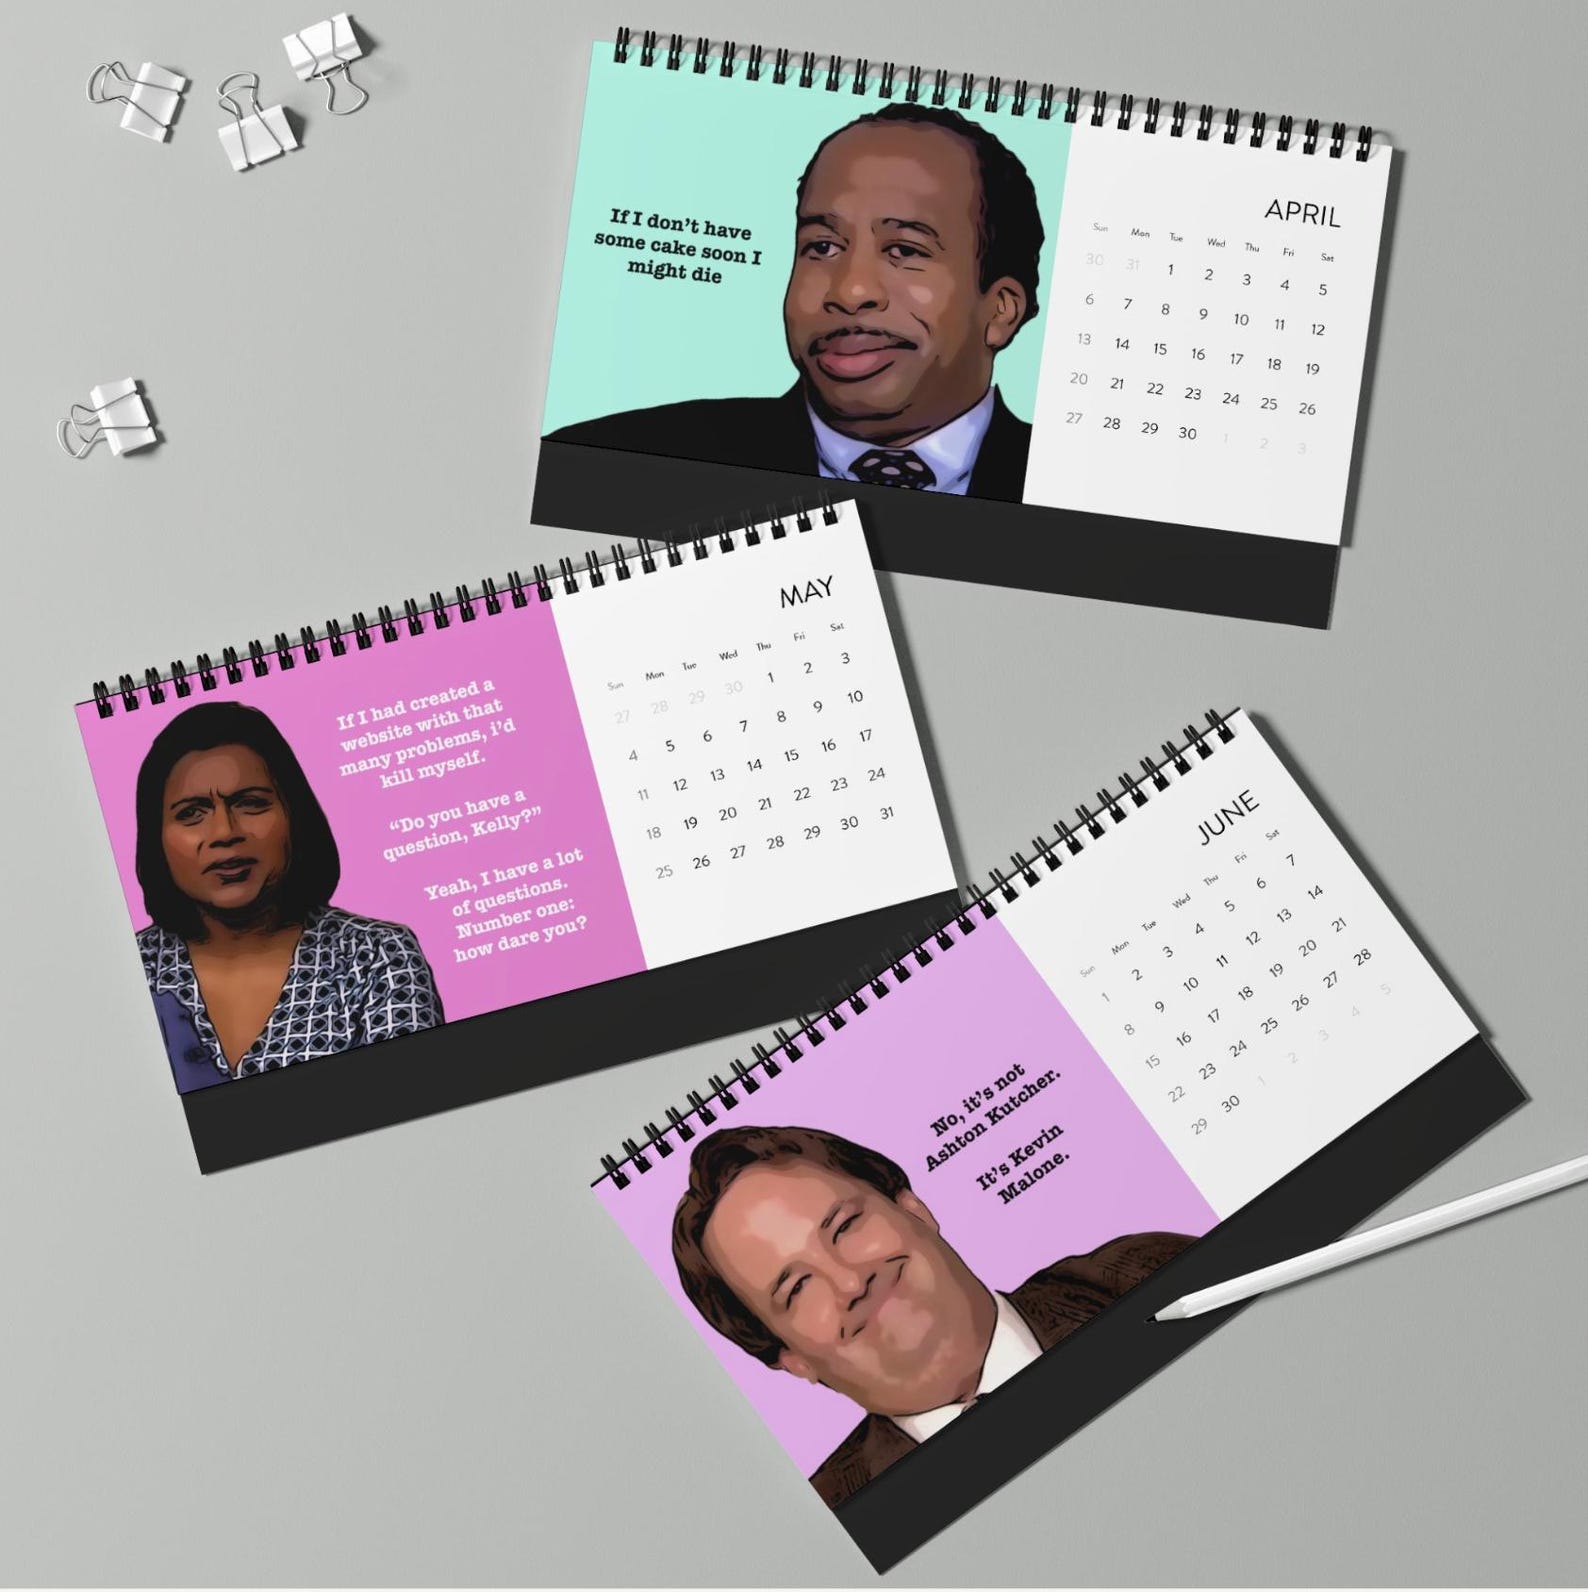 If I don't have
some cake soon I
might die
APRIL
Sun Mon Tue Wed Thu Fri Sat
30 31 1 2 3 4 5
6 7 8 9 10 11 12
13 14 15 16 17 18 19
20 21 22 23 24 25 26
27 28 29 30 1 2 3
If I had created a
website with that
many problems, i'd
kill myself.
“Do you have a
question, Kelly?”
Yeah, I have a lot
of questions.
Number one:
how dare you?
MAY
Sun Mon Tue Wed Thu Fri Sat
27 28 29 30 1 2 3
4 5 6 7 8 9 10
11 12 13 14 15 16 17
18 19 20 21 22 23 24
25 26 27 28 29 30 31
No, it's not
Ashton Kutcher.
It's Kevin
Malone.
JUNE
Sun Mon Tue Wed Thu Fri Sat
1 2 3 4 5 6 7
8 9 10 11 12 13 14
15 16 17 18 19 20 21
22 23 24 25 26 27 28
29 30 1 2 3 4 5